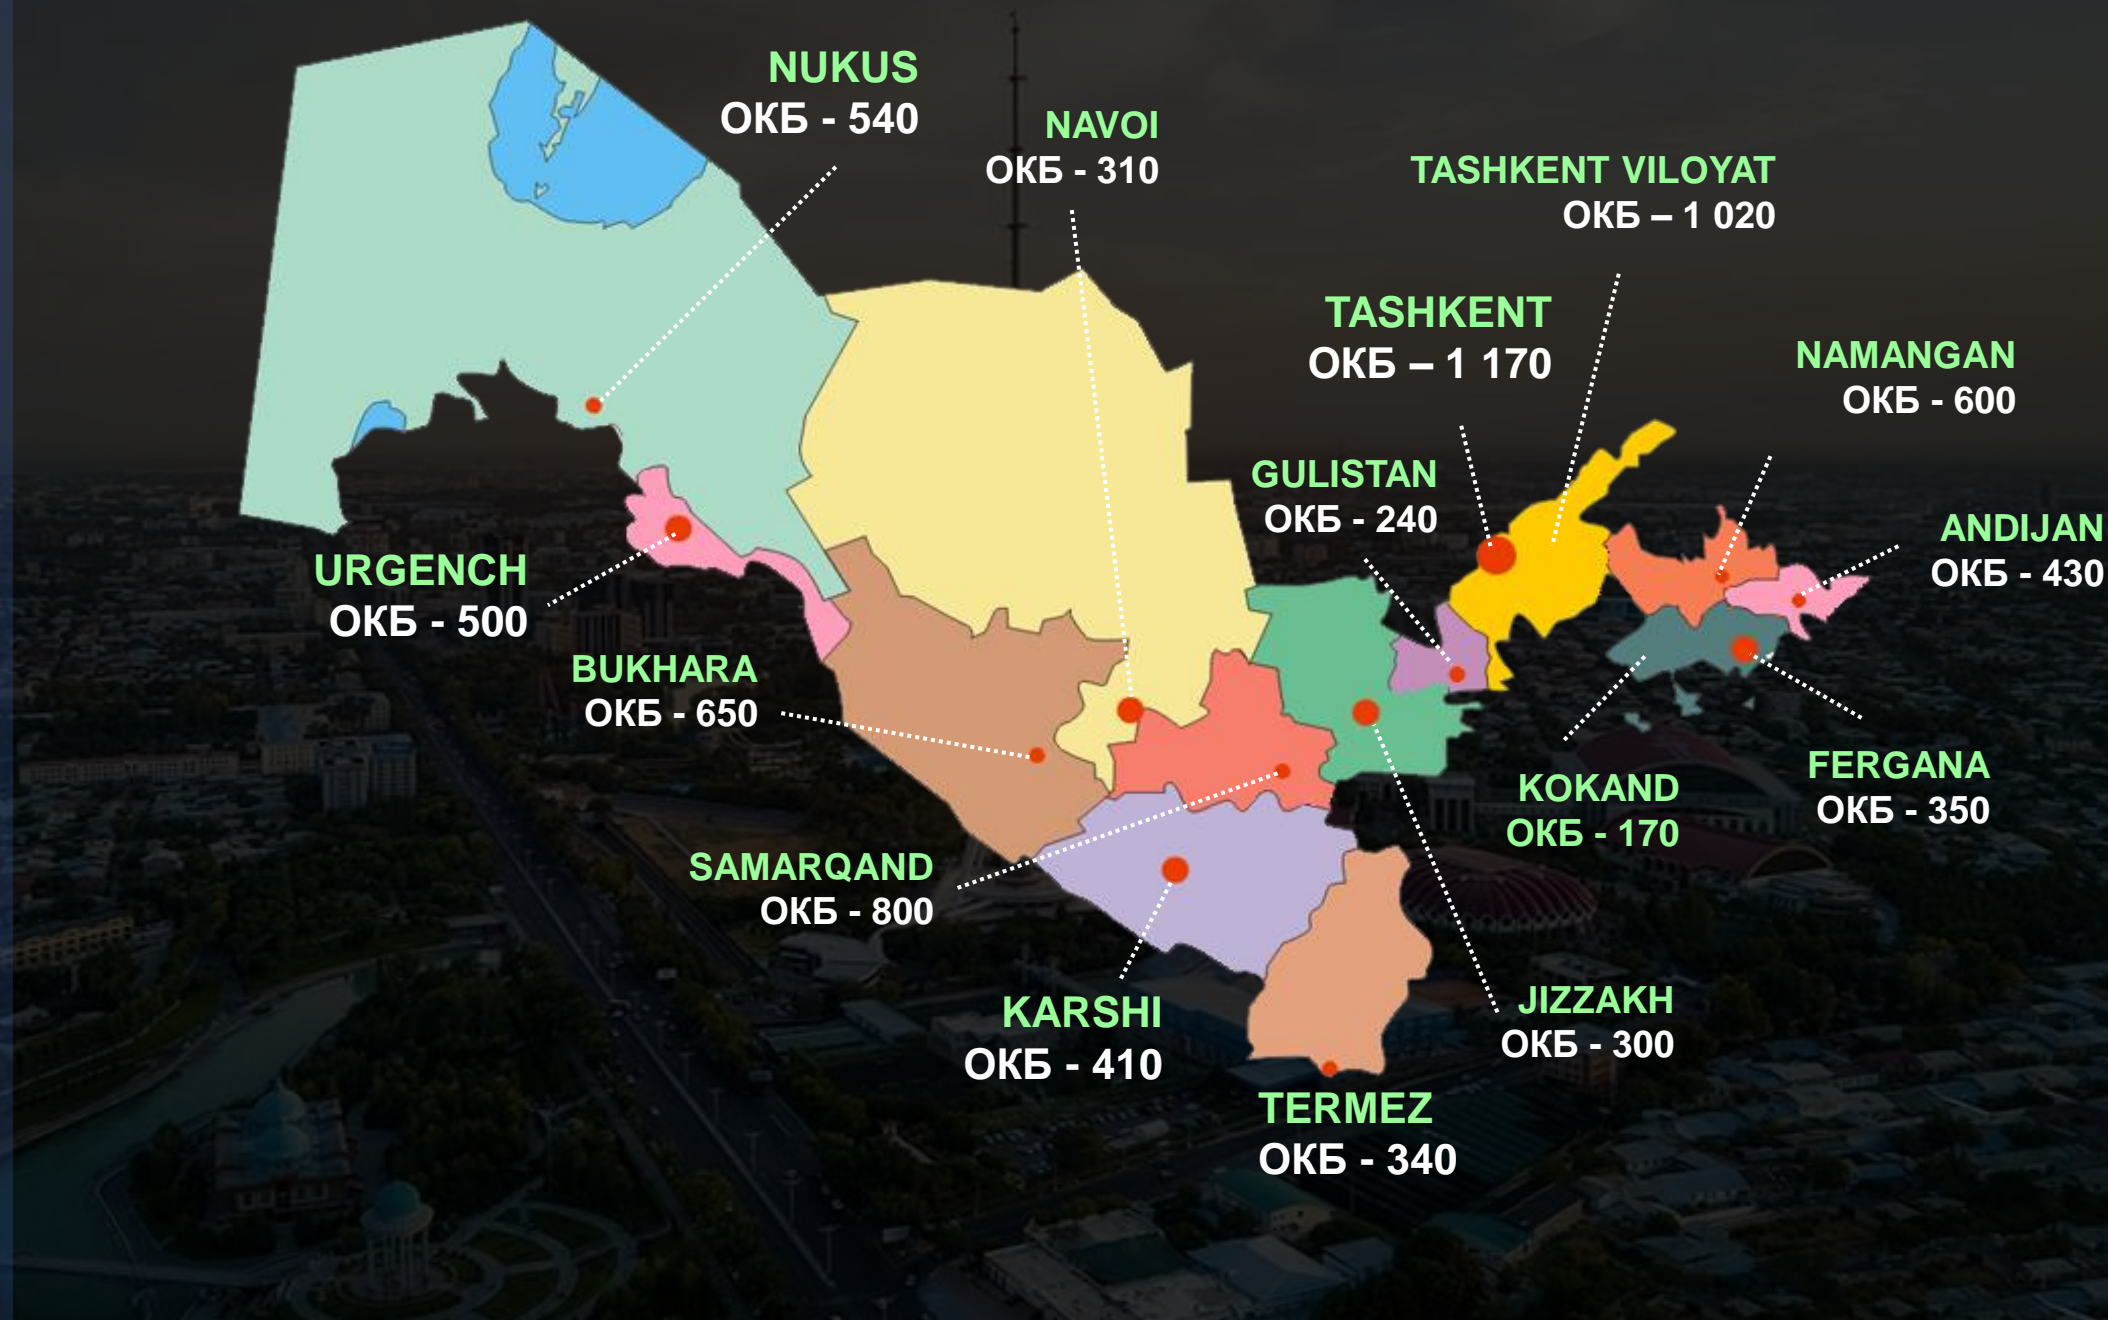 NUKUS
ОКБ - 540
NAVOI
ОКБ - 310
TASHKENT VILOYAT
ОКБ – 1 020
TASHKENT
ОКБ – 1 170
NAMANGAN
ОКБ - 600
GULISTAN
ОКБ - 240
ANDIJAN
ОКБ - 430
URGENCH
ОКБ - 500
BUKHARA
ОКБ - 650
FERGANA
ОКБ - 350
KOKAND
ОКБ - 170
SAMARQAND
ОКБ - 800
KARSHI
ОКБ - 410
JIZZAKH
ОКБ - 300
TERMEZ
ОКБ - 340